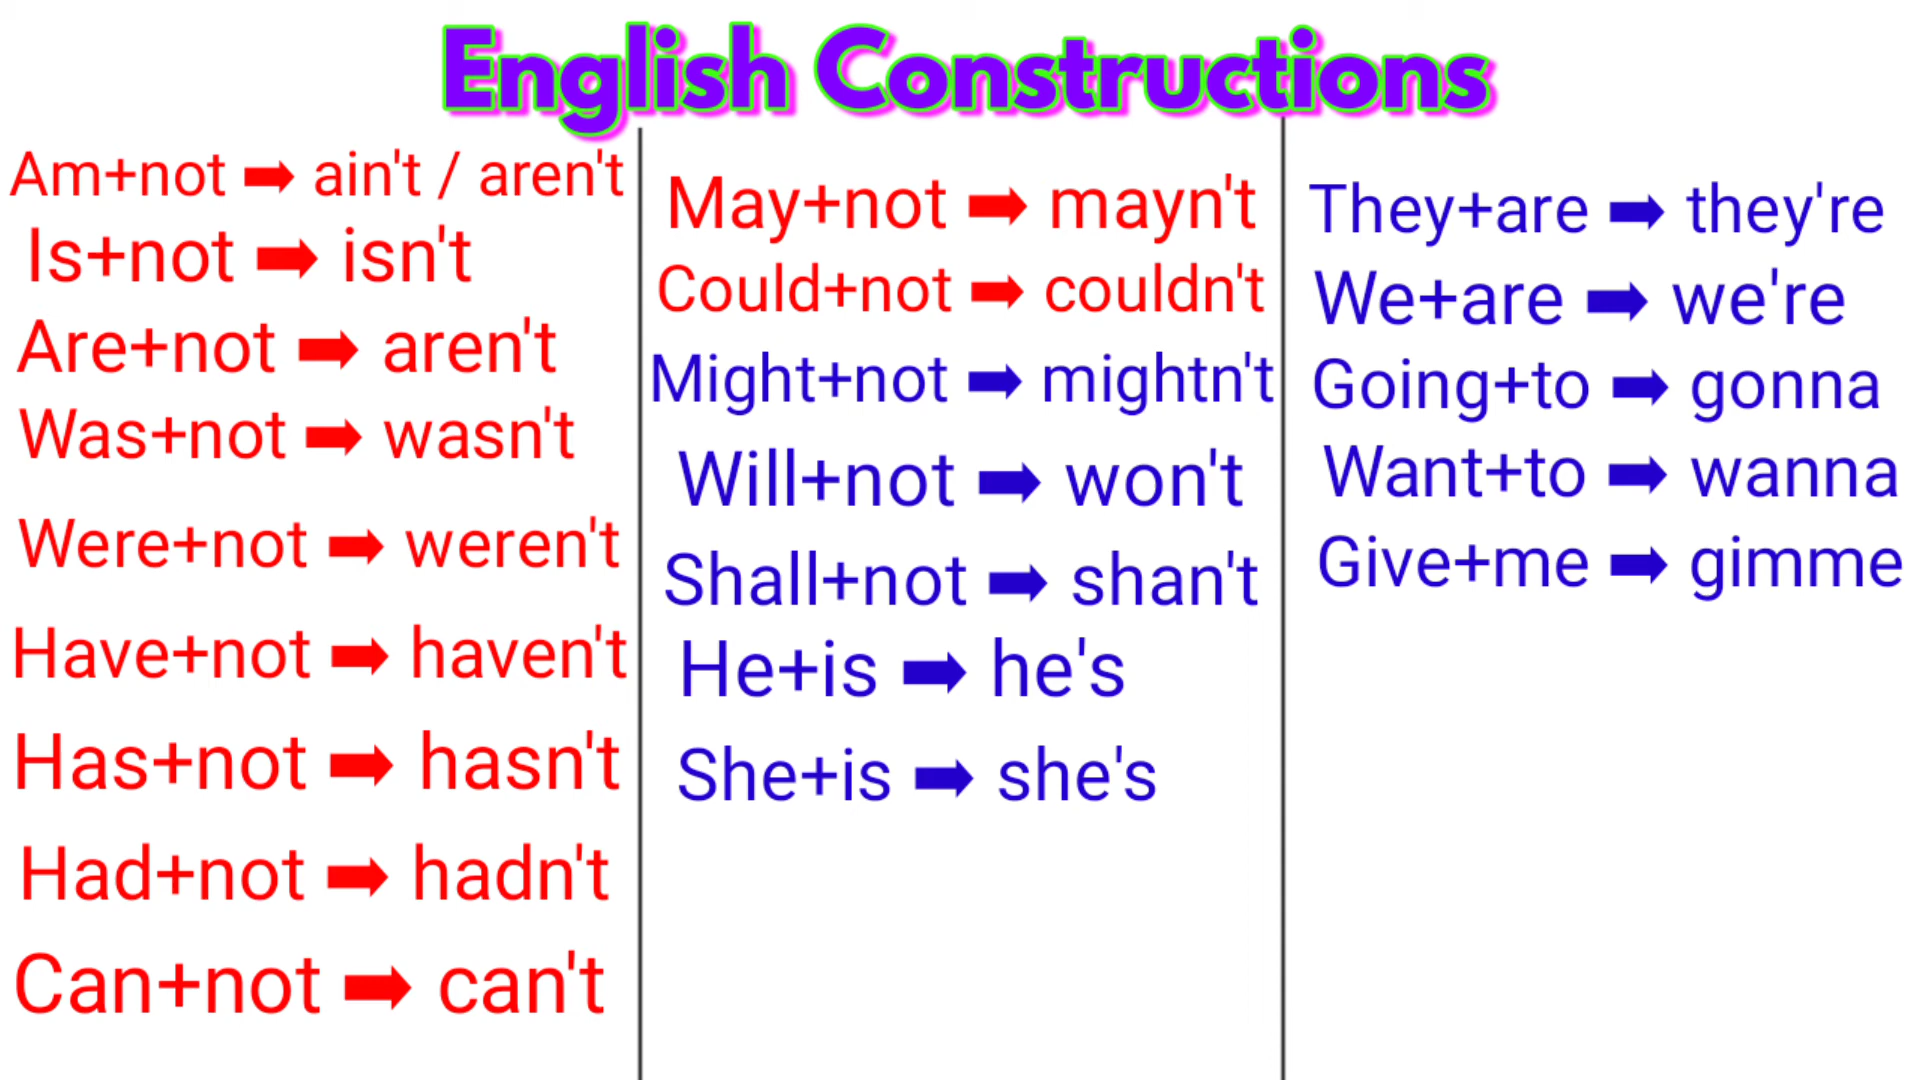 English Constructions
Am+not ➡ ain't / aren't
Is+not ➡ isn't
Are+not ➡ aren't
Was+not ➡ wasn't
Were+not ➡ weren't
Have+not ➡ haven't
Has+not ➡ hasn't
Had+not ➡ hadn't
Can+not ➡ can't
May+not ➡ mayn't
Could+not ➡ couldn't
Might+not ➡ mightn't
Will+not ➡ won't
Shall+not ➡ shan't
He+is ➡ he's
She+is ➡ she's
They+are ➡ they're
We+are ➡ we're
Going+to ➡ gonna
Want+to ➡ wanna
Give+me ➡ gimme